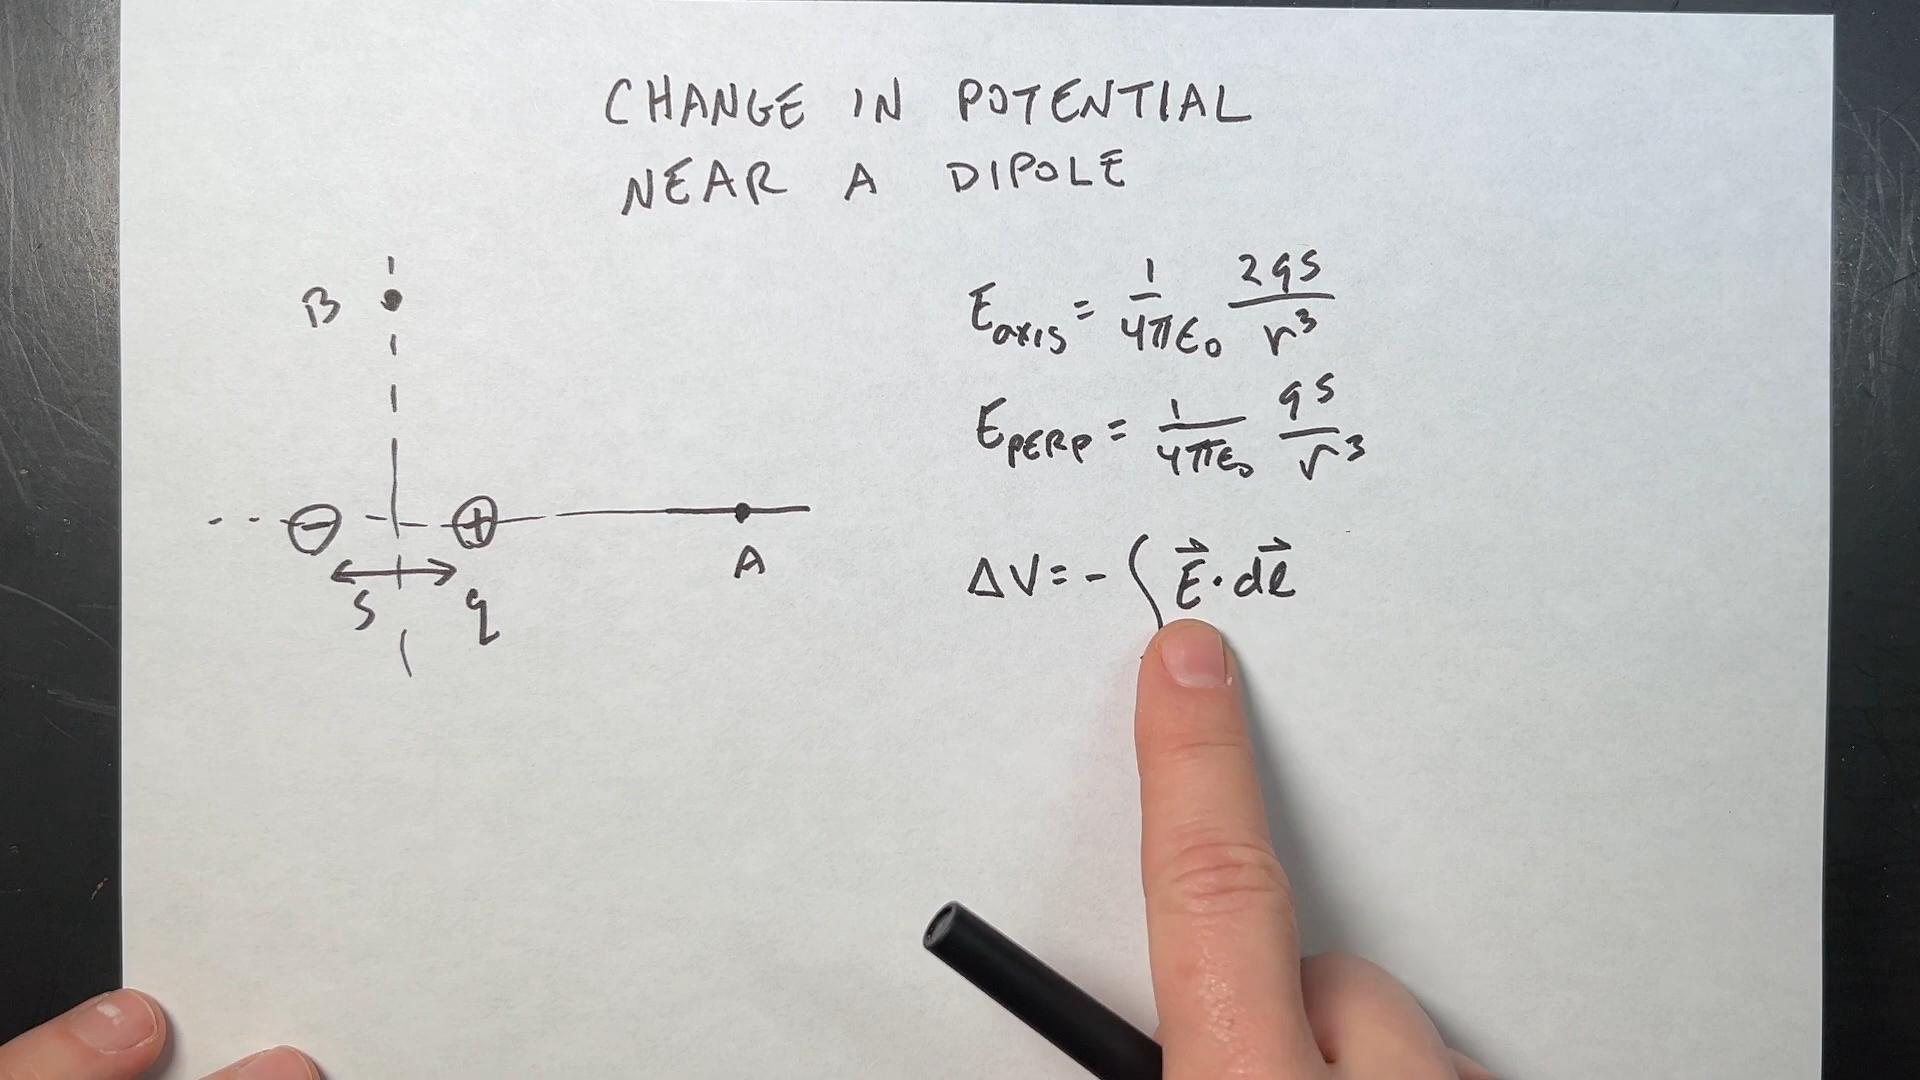 CHANGE IN POTENTIAL
NEAR A DIPOLE
B
E_axis = 1/4πε₀ 2qs/r³
E_PERP = 1/4πε₀ qs/r³
− +
A
ΔV = - ∫ E⃗ · dℓ⃗
s q